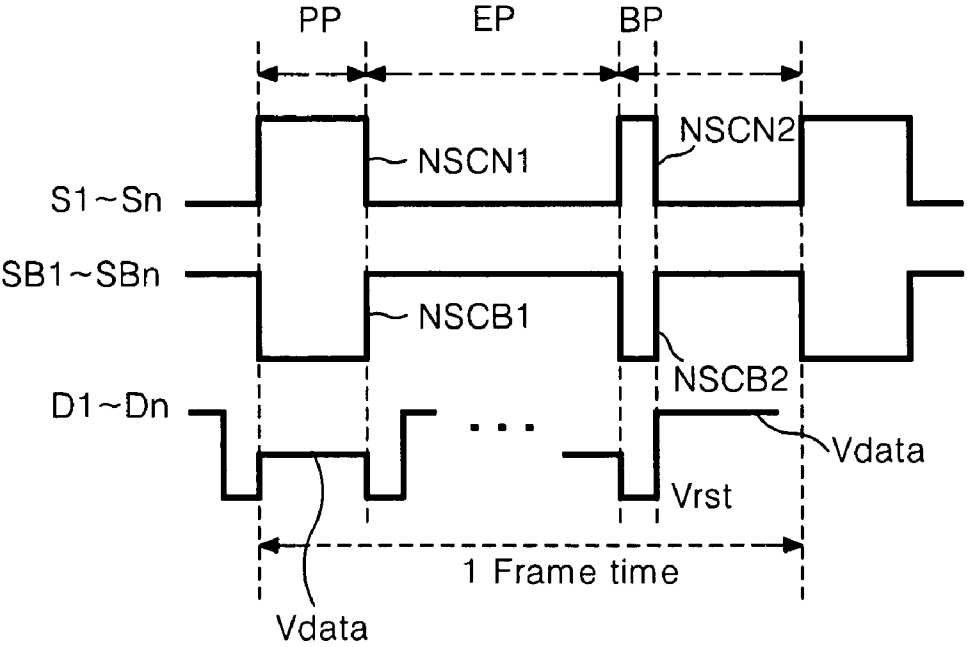 PP EP BP
NSCN1 NSCN2
S1~Sn
SB1~SBn
NSCB1
NSCB2
D1~Dn
. . .
Vdata
Vrst
1 Frame time
Vdata